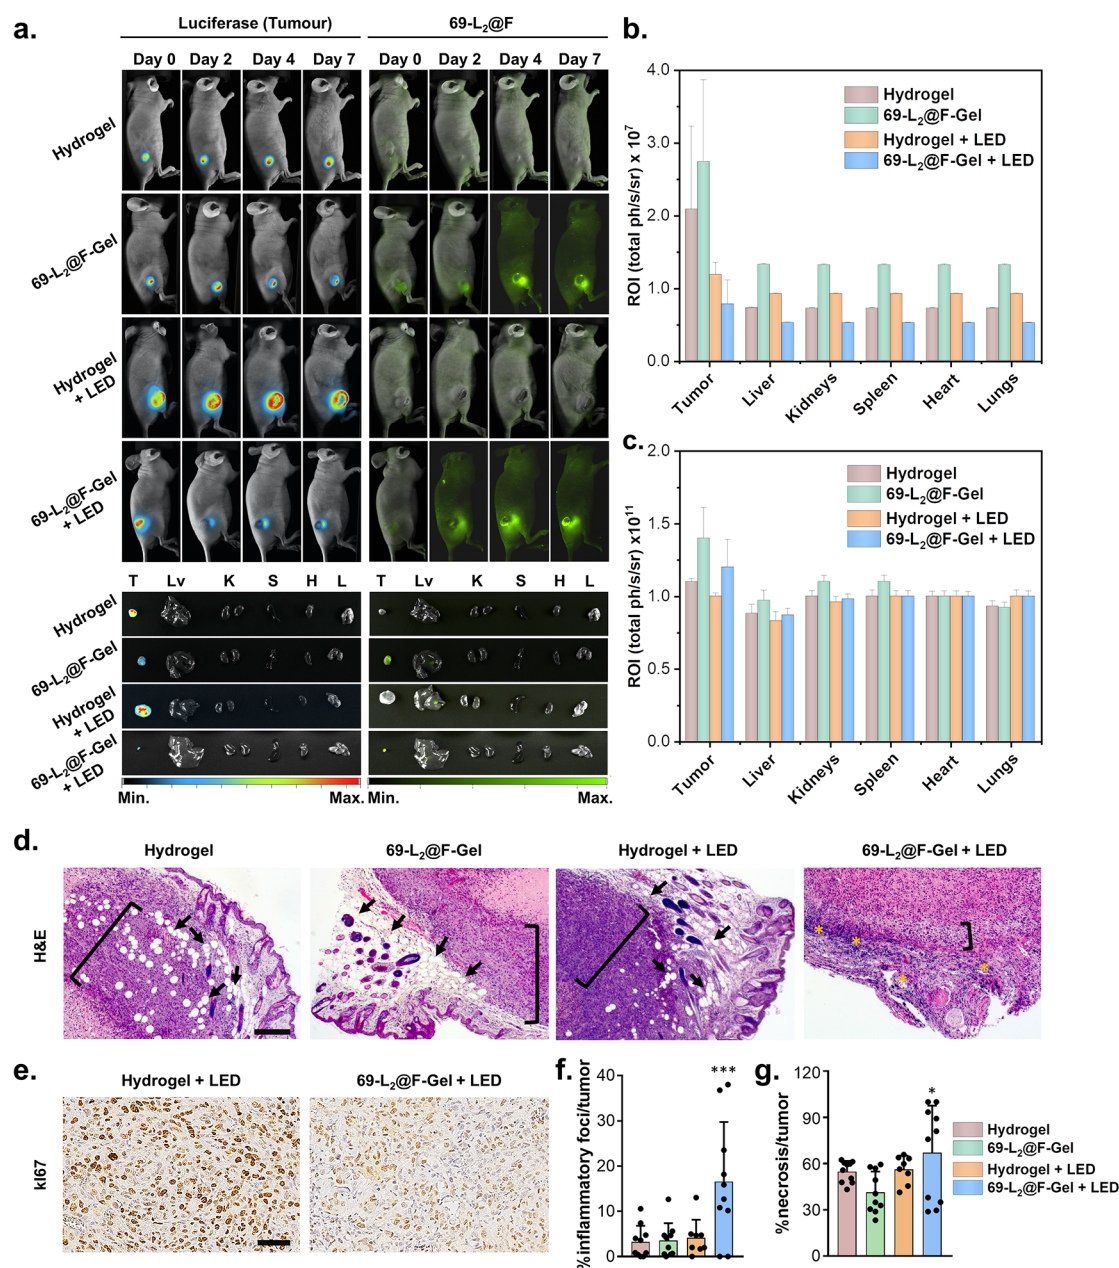 a.
Luciferase (Tumour)
69-L₂@F
Day 0 Day 2 Day 4 Day 7
Day 0 Day 2 Day 4 Day 7
Hydrogel
69-L₂@F-Gel
Hydrogel
+ LED
69-L₂@F-Gel
+ LED
T Lv K S H L
T Lv K S H L
Hydrogel
69-L₂@F-Gel
Hydrogel
+ LED
69-L₂@F-Gel
+ LED
Min. Max.
Min. Max.
b.
ROI (total ph/s/sr) x 10⁷
4.0
3.0
2.0
1.0
0.0
Hydrogel
69-L₂@F-Gel
Hydrogel + LED
69-L₂@F-Gel + LED
Tumor Liver Kidneys Spleen Heart Lungs
c.
ROI (total ph/s/sr) x10¹¹
2.0
1.5
1.0
0.5
0.0
Hydrogel
69-L₂@F-Gel
Hydrogel + LED
69-L₂@F-Gel + LED
Tumor Liver Kidneys Spleen Heart Lungs
d.
Hydrogel
69-L₂@F-Gel
Hydrogel + LED
69-L₂@F-Gel + LED
H&E
* * * *
e.
Hydrogel + LED
69-L₂@F-Gel + LED
kI67
f.
%inflammatory foci/tumor
40
30
20
10
0
***
g.
%necrosis/tumor
120
90
60
30
0
*
Hydrogel
69-L₂@F-Gel
Hydrogel + LED
69-L₂@F-Gel + LED